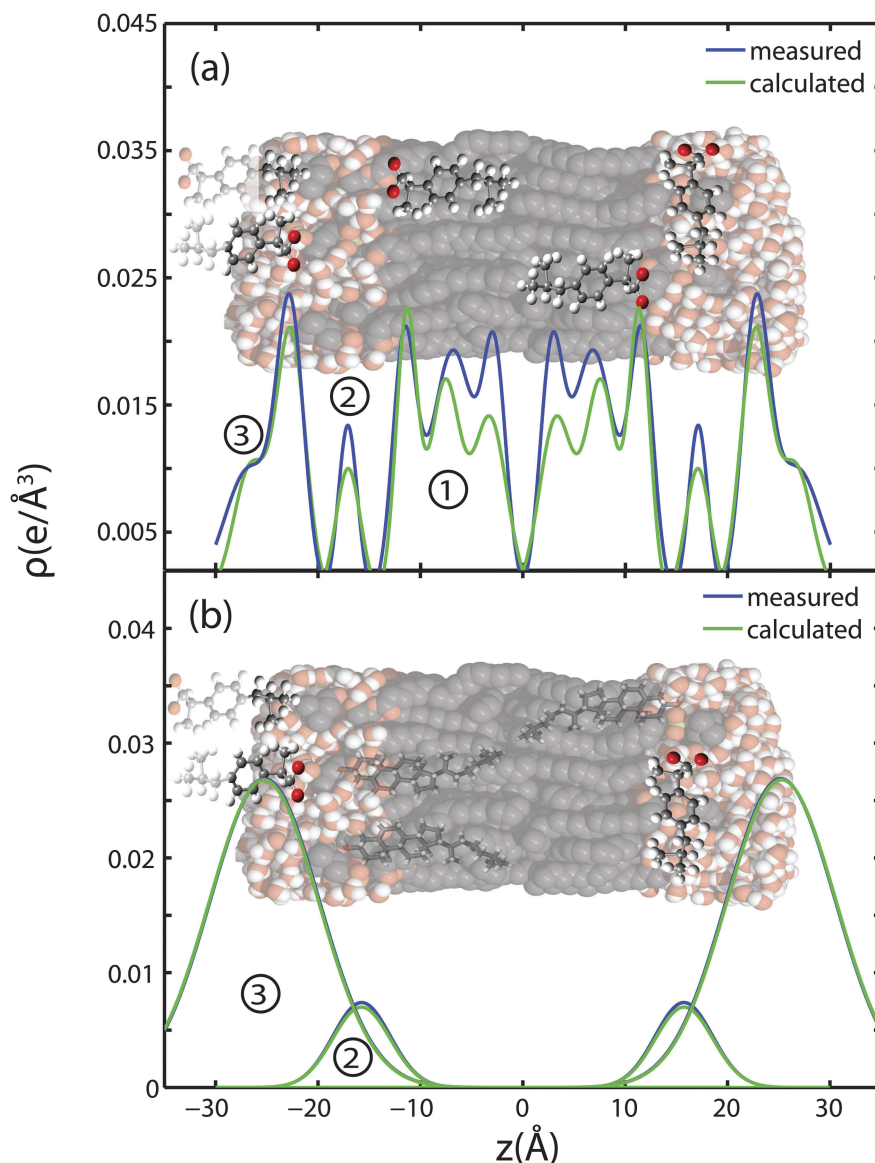 0.045
(a)
measured
calculated
0.035
0.025
0.015
0.005
③
②
①
ρ(e/Å³)
(b)
measured
calculated
0.04
0.03
0.02
0.01
0
③
②
−30
−20
−10
0
10
20
30
z(Å)